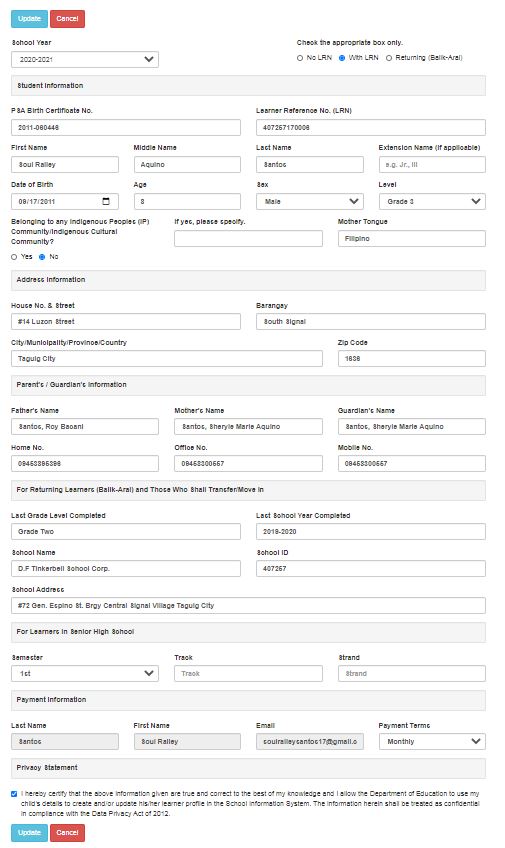 Update Cancel
School Year Check the appropriate box only.
2020-2021 No LRN With LRN Returning (Balik-Aral)
Student Information
PSA Birth Certificate No. Learner Reference No. (LRN)
2011-060446 407257170006
First Name Middle Name Last Name Extension Name (if applicable)
Soul Railey Aquino Santos e.g. Jr., III
Date of Birth Age Sex Level
09/17/2011 8 Male Grade 3
Belonging to any Indigenous Peoples (IP) If yes, please specify. Mother Tongue
Community/Indigenous Cultural
Community? Filipino
Yes No
Address Information
House No. & Street Barangay
#14 Luzon Street South Signal
City/Municipality/Province/Country Zip Code
Taguig City 1636
Parent's / Guardian's Information
Father's Name Mother's Name Guardian's Name
Santos, Roy Bacani Santos, Sheryle Marie Aquino Santos, Sheryle Marie Aquino
Home No. Office No. Mobile No.
09453895396 09458300557 09458300557
For Returning Learners (Balik-Aral) and Those Who Shall Transfer/Move In
Last Grade Level Completed Last School Year Completed
Grade Two 2019-2020
School Name School ID
D.F Tinkerbell School Corp. 407257
School Address
#72 Gen. Espino St. Brgy Central Signal Village Taguig City
For Learners in Senior High School
Semester Track Strand
1st Track Strand
Payment Information
Last Name First Name Email Payment Terms
Santos Soul Railey soulraileysantos17@gmail.c Monthly
Privacy Statement
I hereby certify that the above information given are true and correct to the best of my knowledge and I allow the Department of Education to use my
child's details to create and/or update his/her learner profile in the School Information System. The information herein shall be treated as confidential
in compliance with the Data Privacy Act of 2012.
Update Cancel